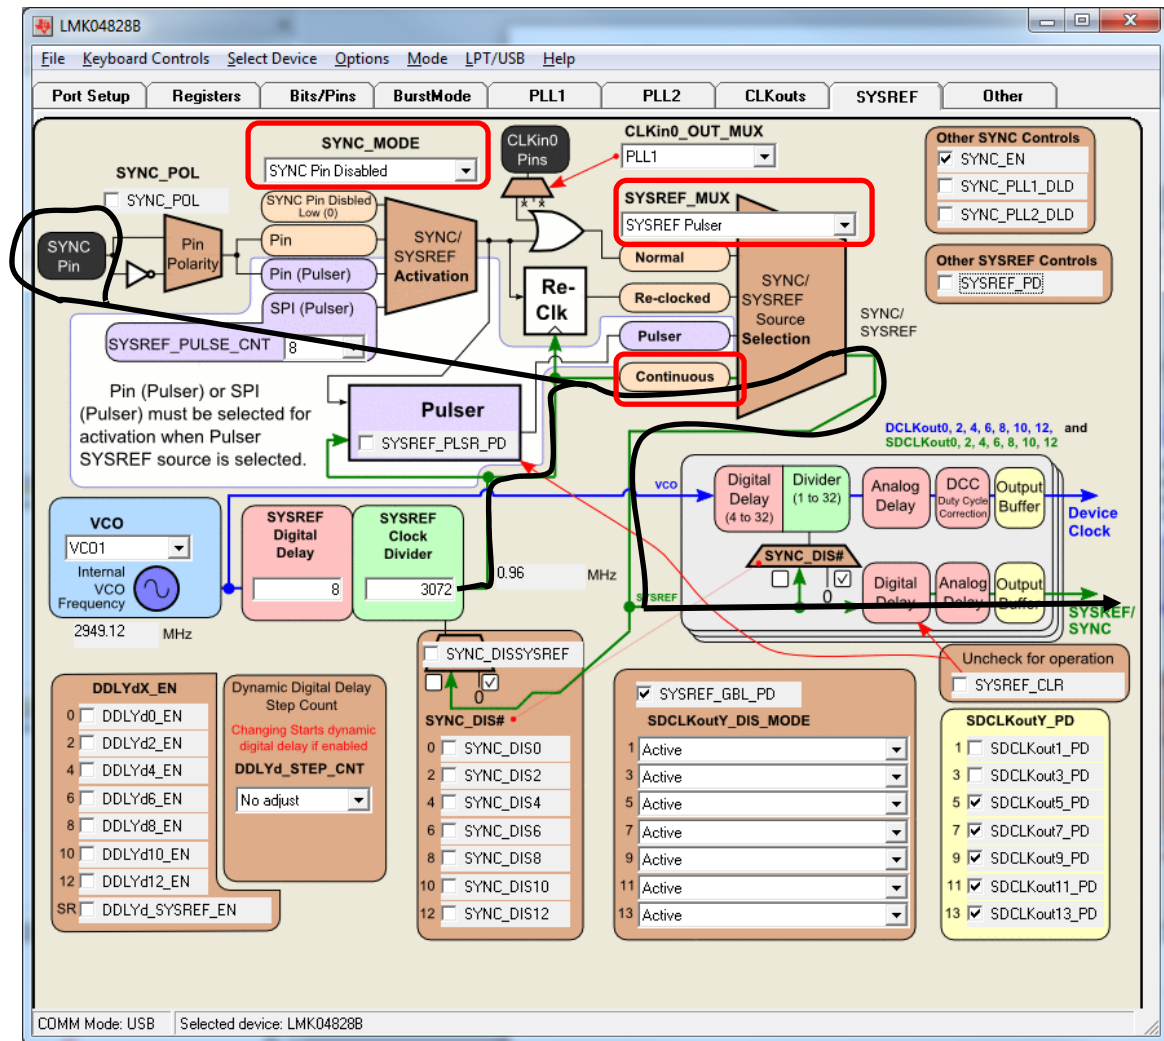 LMK04828B
File Keyboard Controls Select Device Options Mode LPT/USB Help
Port Setup Registers Bits/Pins BurstMode PLL1 PLL2 CLKouts SYSREF Other
SYNC_MODE
SYNC Pin Disabled
CLKin0
Pins
CLKin0_OUT_MUX
PLL1
Other SYNC Controls
SYNC_EN
SYNC_PLL1_DLD
SYNC_PLL2_DLD
SYNC_POL
SYNC_POL
SYNC Pin Disbled
Low (0)
SYSREF_MUX
SYSREF Pulser
SYNC
Pin
Pin
Polarity
Pin
Pin (Pulser)
SPI (Pulser)
SYNC/
SYSREF
Activation
Normal
Re-clocked
Pulser
Continuous
Re-
Clk
SYNC/
SYSREF
Source
Selection
Other SYSREF Controls
SYSREF_PD
SYNC/
SYSREF
SYSREF_PULSE_CNT 8
Pin (Pulser) or SPI
(Pulser) must be selected for
activation when Pulser
SYSREF source is selected.
Pulser
SYSREF_PLSR_PD
DCLKout0, 2, 4, 6, 8, 10, 12, and
SDCLKout0, 2, 4, 6, 8, 10, 12
VCO
VCO1
Internal
VCO
Frequency
2949.12 MHz
SYSREF
Digital
Delay
8
SYSREF
Clock
Divider
3072
0.96 MHz
VCO
Digital
Delay
(4 to 32)
Divider
(1 to 32)
Analog
Delay
DCC
Duty Cycle
Correction
Output
Buffer
Device
Clock
SYNC_DIS#
0
SYSREF
Digital
Delay
Analog
Delay
Output
Buffer
SYSREF/
SYNC
SYNC_DISSYSREF
0
SYNC_DIS#
0 SYNC_DIS0
2 SYNC_DIS2
4 SYNC_DIS4
6 SYNC_DIS6
8 SYNC_DIS8
10 SYNC_DIS10
12 SYNC_DIS12
Uncheck for operation
SYSREF_CLR
DDLYdX_EN
0 DDLYd0_EN
2 DDLYd2_EN
4 DDLYd4_EN
6 DDLYd6_EN
8 DDLYd8_EN
10 DDLYd10_EN
12 DDLYd12_EN
SR DDLYd_SYSREF_EN
Dynamic Digital Delay
Step Count
Changing Starts dynamic
digital delay if enabled
DDLYd_STEP_CNT
No adjust
SYSREF_GBL_PD
SDCLKoutY_DIS_MODE
1 Active
3 Active
5 Active
7 Active
9 Active
11 Active
13 Active
SDCLKoutY_PD
1 SDCLKout1_PD
3 SDCLKout3_PD
5 SDCLKout5_PD
7 SDCLKout7_PD
9 SDCLKout9_PD
11 SDCLKout11_PD
13 SDCLKout13_PD
COMM Mode: USB Selected device: LMK04828B